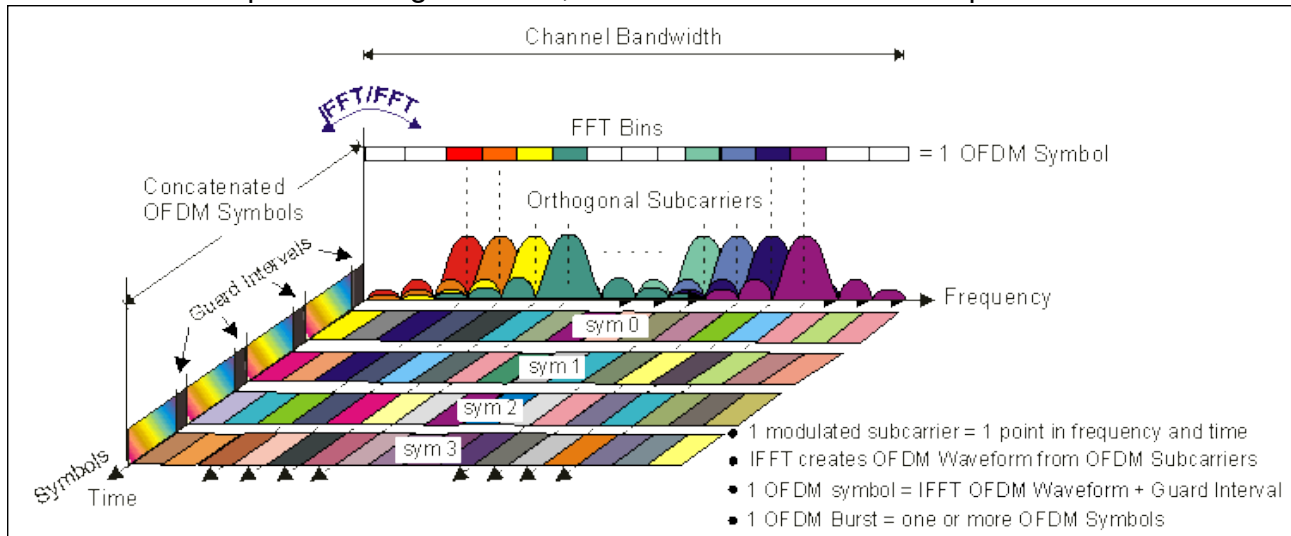 Channel Bandwidth
IFFT/FFT
FFT Bins
= 1 OFDM Symbol
Concatenated
OFDM Symbols
Orthogonal Subcarriers
Guard Intervals
Frequency
sym 0
sym 1
sym 2
sym 3
Symbols
Time
• 1 modulated subcarrier = 1 point in frequency and time
• IFFT creates OFDM Waveform from OFDM Subcarriers
• 1 OFDM symbol = IFFT OFDM Waveform + Guard Interval
• 1 OFDM Burst = one or more OFDM Symbols